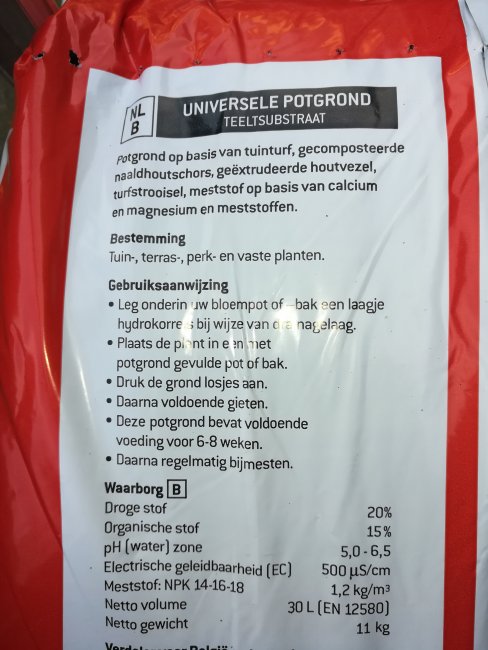 NL
B
UNIVERSELE POTGROND
TEELTSUBSTRAAT
Potgrond op basis van tuinturf, gecomposteerde
naaldhoutschors, geëxtrudeerde houtvezel,
turfstrooisel, meststof op basis van calcium
en magnesium en meststoffen.
Bestemming
Tuin-, terras-, perk- en vaste planten.
Gebruiksaanwijzing
• Leg onderin uw bloempot of –bak een laagje
hydrokorrels bij wijze van drainagelaag.
• Plaats de plant in een met
potgrond gevulde pot of bak.
• Druk de grond losjes aan.
• Daarna voldoende gieten.
• Deze potgrond bevat voldoende
voeding voor 6-8 weken.
• Daarna regelmatig bijmesten.
Waarborg B
Droge stof 20%
Organische stof 15%
pH (water) zone 5,0 - 6,5
Electrische geleidbaarheid (EC) 500 µS/cm
Meststof: NPK 14-16-18 1,2 kg/m³
Netto volume 30 L (EN 12580)
Netto gewicht 11 kg